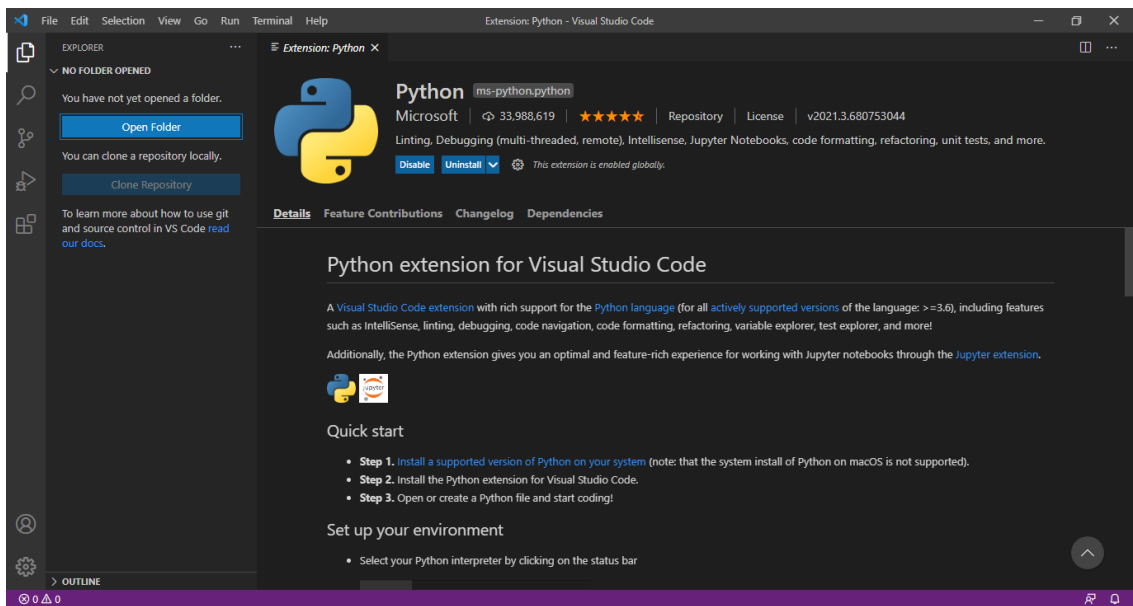 File Edit Selection View Go Run Terminal Help
Extension: Python - Visual Studio Code
EXPLORER
NO FOLDER OPENED
You have not yet opened a folder.
Open Folder
You can clone a repository locally.
Clone Repository
To learn more about how to use git
and source control in VS Code read
our docs.
OUTLINE
Extension: Python
Python ms-python.python
Microsoft 33,988,619 Repository License v2021.3.680753044
Linting, Debugging (multi-threaded, remote), Intellisense, Jupyter Notebooks, code formatting, refactoring, unit tests, and more.
Disable Uninstall This extension is enabled globally.
Details Feature Contributions Changelog Dependencies
Python extension for Visual Studio Code
A Visual Studio Code extension with rich support for the Python language (for all actively supported versions of the language: >=3.6), including features
such as IntelliSense, linting, debugging, code navigation, code formatting, refactoring, variable explorer, test explorer, and more!
Additionally, the Python extension gives you an optimal and feature-rich experience for working with Jupyter notebooks through the Jupyter extension.
jupyter
Quick start
• Step 1. Install a supported version of Python on your system (note: that the system install of Python on macOS is not supported).
• Step 2. Install the Python extension for Visual Studio Code.
• Step 3. Open or create a Python file and start coding!
Set up your environment
• Select your Python interpreter by clicking on the status bar
0 0